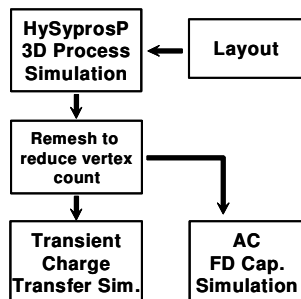 HySyprosP
3D Process
Simulation
Layout
Remesh to
reduce vertex
count
Transient
Charge
Transfer Sim.
AC
FD Cap.
Simulation